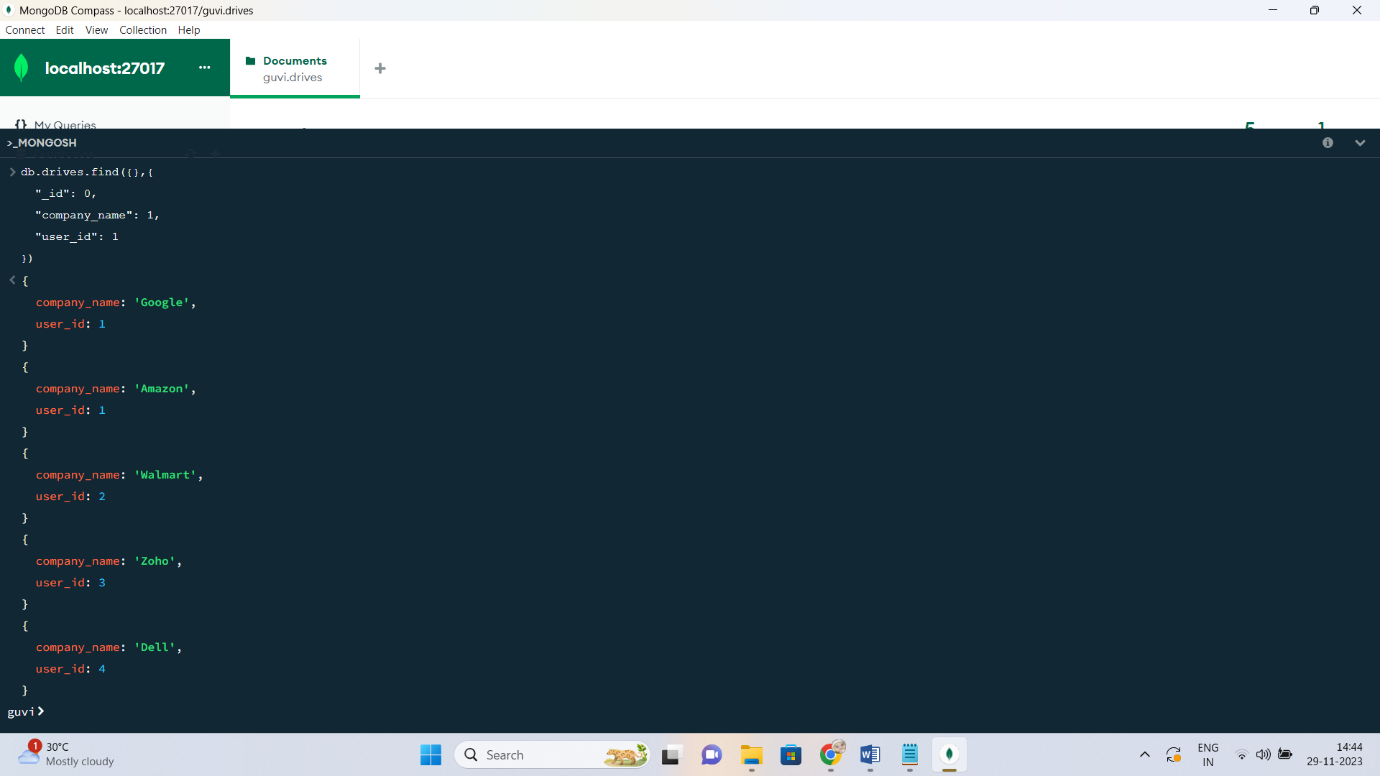 MongoDB Compass - localhost:27017/guvi.drives
Connect Edit View Collection Help
localhost:27017 ...
Documents
guvi.drives
+
{} My Queries
5 1
>_MONGOSH
db.drives.find({},{
"_id": 0,
"company_name": 1,
"user_id": 1
})
{
company_name: 'Google',
user_id: 1
}
{
company_name: 'Amazon',
user_id: 1
}
{
company_name: 'Walmart',
user_id: 2
}
{
company_name: 'Zoho',
user_id: 3
}
{
company_name: 'Dell',
user_id: 4
}
guvi>
1
30°C
Mostly cloudy
Search
ENG
IN
14:44
29-11-2023